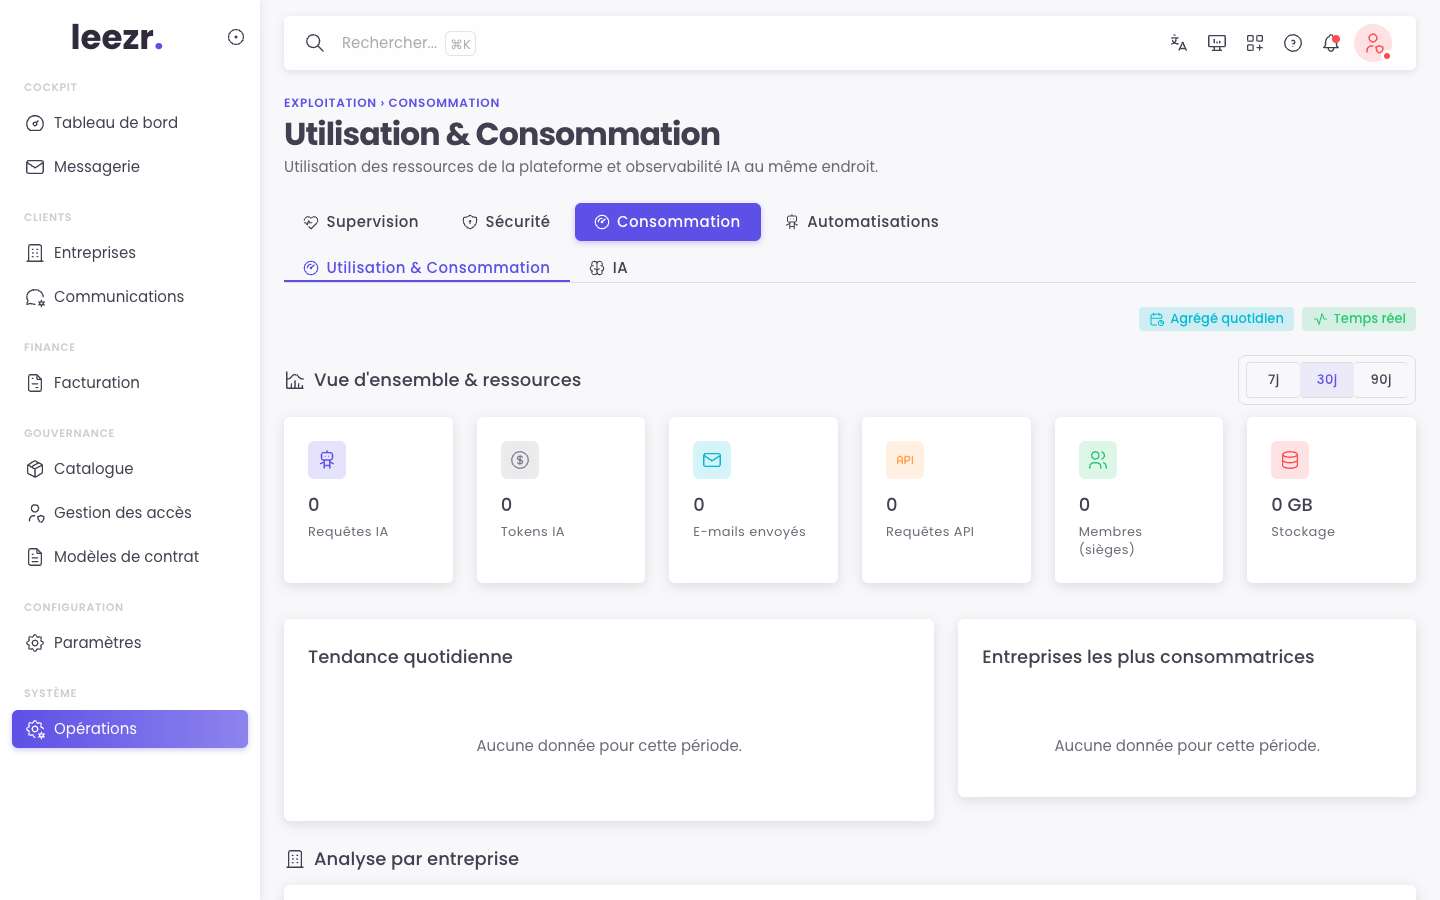 leezr.
Rechercher... ⌘K
COCKPIT
Tableau de bord
Messagerie
CLIENTS
Entreprises
Communications
FINANCE
Facturation
GOUVERNANCE
Catalogue
Gestion des accès
Modèles de contrat
CONFIGURATION
Paramètres
SYSTÈME
Opérations
EXPLOITATION › CONSOMMATION
Utilisation & Consommation
Utilisation des ressources de la plateforme et observabilité IA au même endroit.
Supervision Sécurité Consommation Automatisations
Utilisation & Consommation IA
Agrégé quotidien Temps réel
Vue d'ensemble & ressources
7J 30J 90J
0
Requêtes IA
0
Tokens IA
0
E-mails envoyés
API
0
Requêtes API
0
Membres
(sièges)
0 GB
Stockage
Tendance quotidienne
Aucune donnée pour cette période.
Entreprises les plus consommatrices
Aucune donnée pour cette période.
Analyse par entreprise